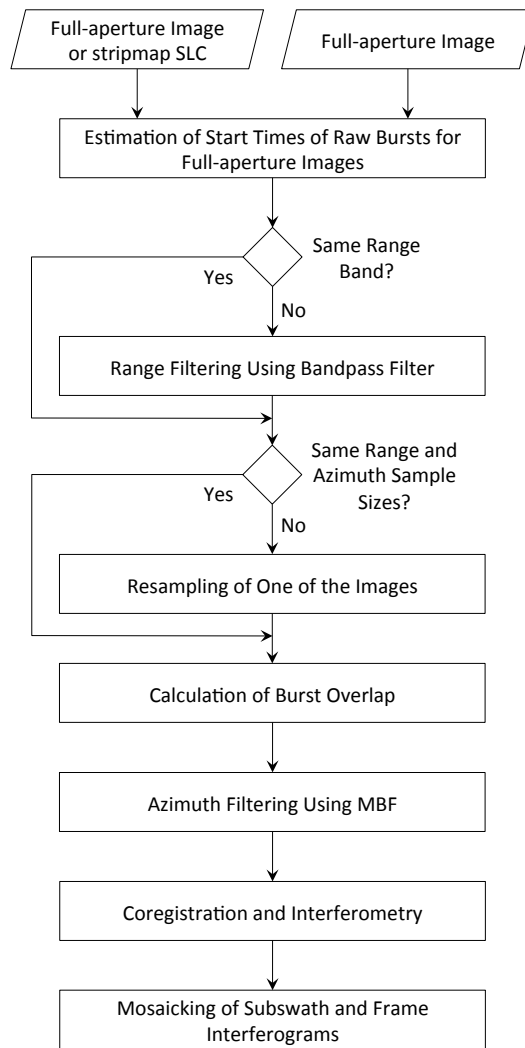 Full-aperture Image
or stripmap SLC
Full-aperture Image
Estimation of Start Times of Raw Bursts for
Full-aperture Images
Same Range
Band?
Yes
No
Range Filtering Using Bandpass Filter
Same Range and
Azimuth Sample
Sizes?
Yes
No
Resampling of One of the Images
Calculation of Burst Overlap
Azimuth Filtering Using MBF
Coregistration and Interferometry
Mosaicking of Subswath and Frame
Interferograms